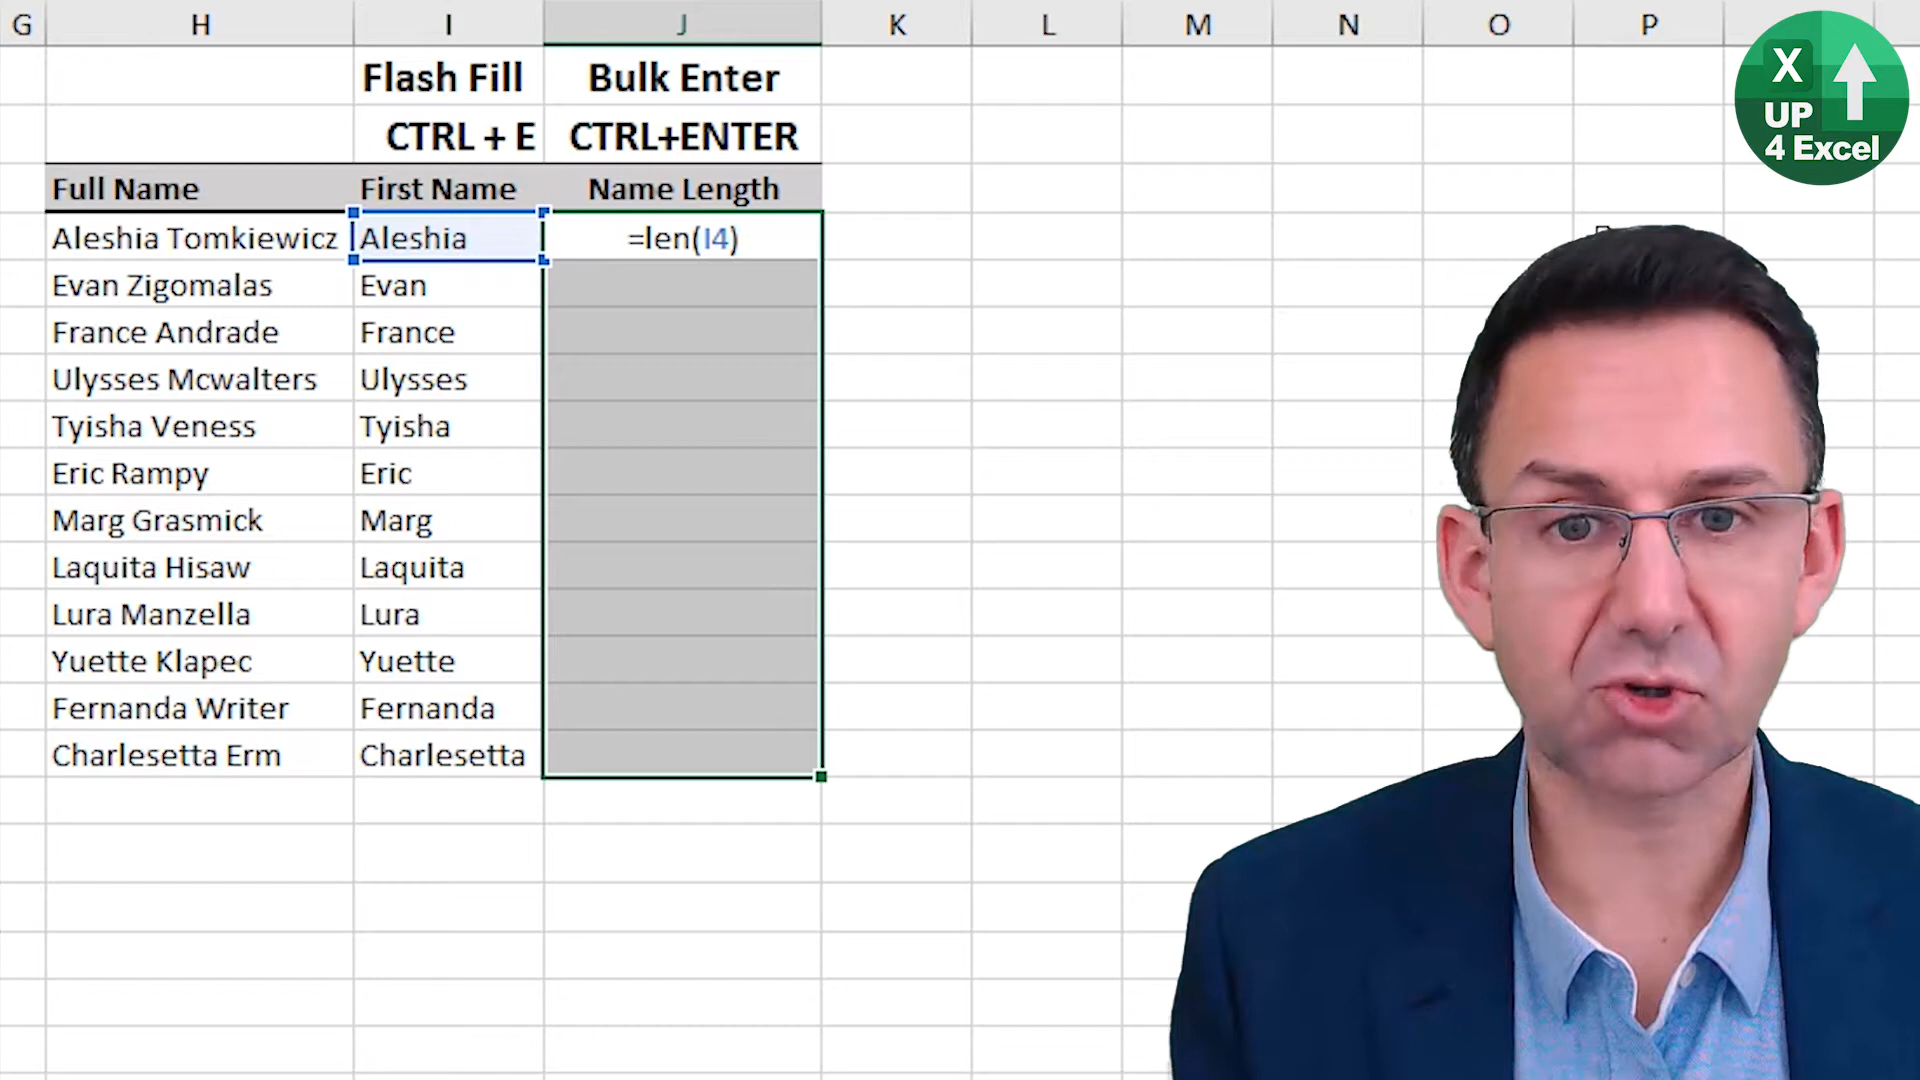 G H I J K L M N O P
Flash Fill Bulk Enter
CTRL + E CTRL+ENTER
Full Name First Name Name Length
Aleshia Tomkiewicz Aleshia =len(I4)
Evan Zigomalas Evan
France Andrade France
Ulysses Mcwalters Ulysses
Tyisha Veness Tyisha
Eric Rampy Eric
Marg Grasmick Marg
Laquita Hisaw Laquita
Lura Manzella Lura
Yuette Klapec Yuette
Fernanda Writer Fernanda
Charlesetta Erm Charlesetta
X
UP
4 Excel